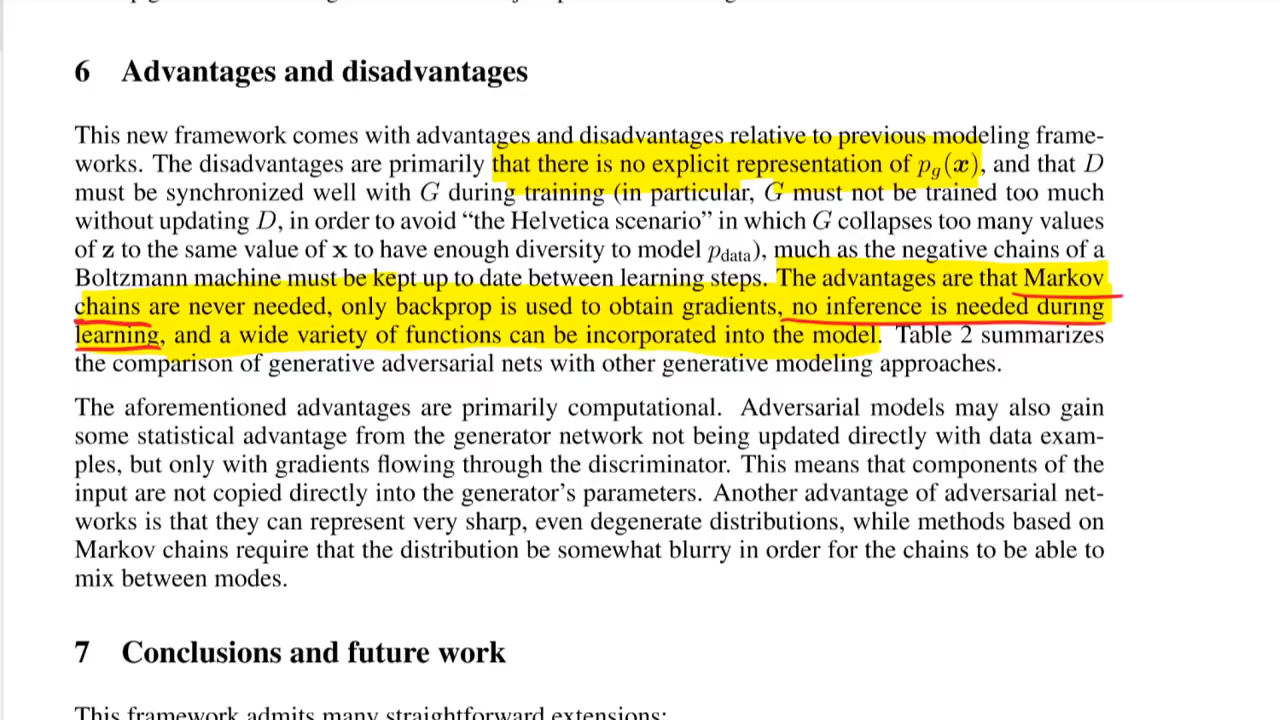 6 Advantages and disadvantages
This new framework comes with advantages and disadvantages relative to previous modeling frame-
works. The disadvantages are primarily that there is no explicit representation of p_g(x), and that D
must be synchronized well with G during training (in particular, G must not be trained too much
without updating D, in order to avoid “the Helvetica scenario” in which G collapses too many values
of z to the same value of x to have enough diversity to model p_data), much as the negative chains of a
Boltzmann machine must be kept up to date between learning steps. The advantages are that Markov
chains are never needed, only backprop is used to obtain gradients, no inference is needed during
learning, and a wide variety of functions can be incorporated into the model. Table 2 summarizes
the comparison of generative adversarial nets with other generative modeling approaches.
The aforementioned advantages are primarily computational. Adversarial models may also gain
some statistical advantage from the generator network not being updated directly with data exam-
ples, but only with gradients flowing through the discriminator. This means that components of the
input are not copied directly into the generator’s parameters. Another advantage of adversarial net-
works is that they can represent very sharp, even degenerate distributions, while methods based on
Markov chains require that the distribution be somewhat blurry in order for the chains to be able to
mix between modes.
7 Conclusions and future work
This framework admits many straightforward extensions: